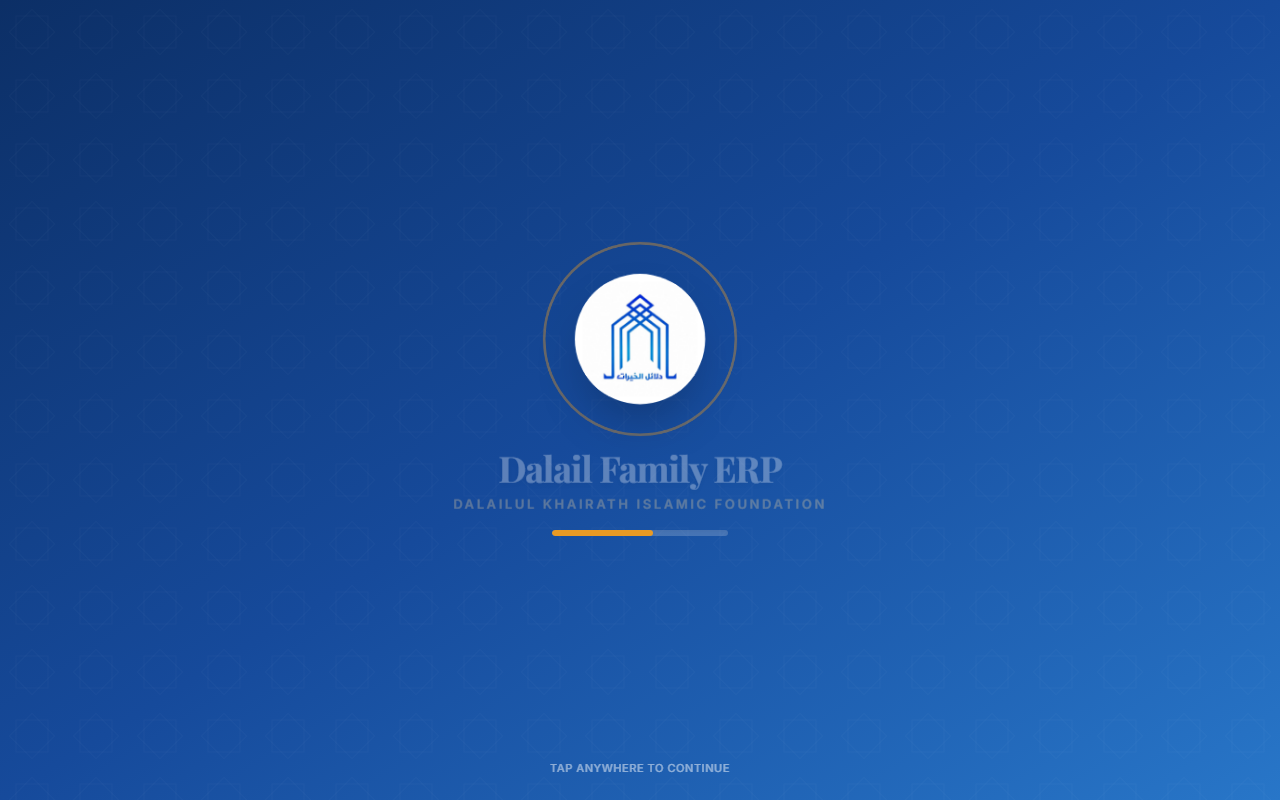 دلائل الخيرات
Dalail Family ERP
DALAILUL KHAIRATH ISLAMIC FOUNDATION
TAP ANYWHERE TO CONTINUE